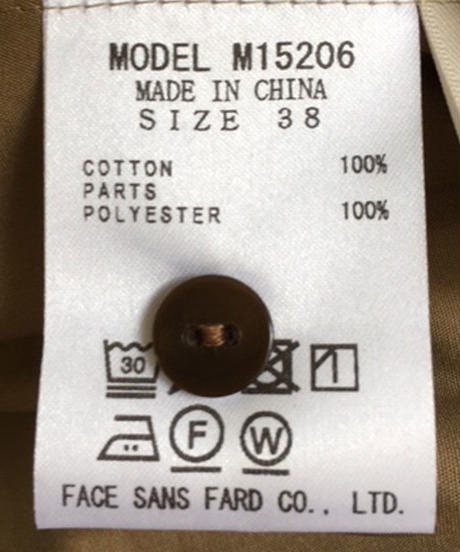 MODEL M15206
MADE IN CHINA
SIZE 38
COTTON 100%
PARTS
POLYESTER 100%
30
F W
FACE SANS FARD CO., LTD.